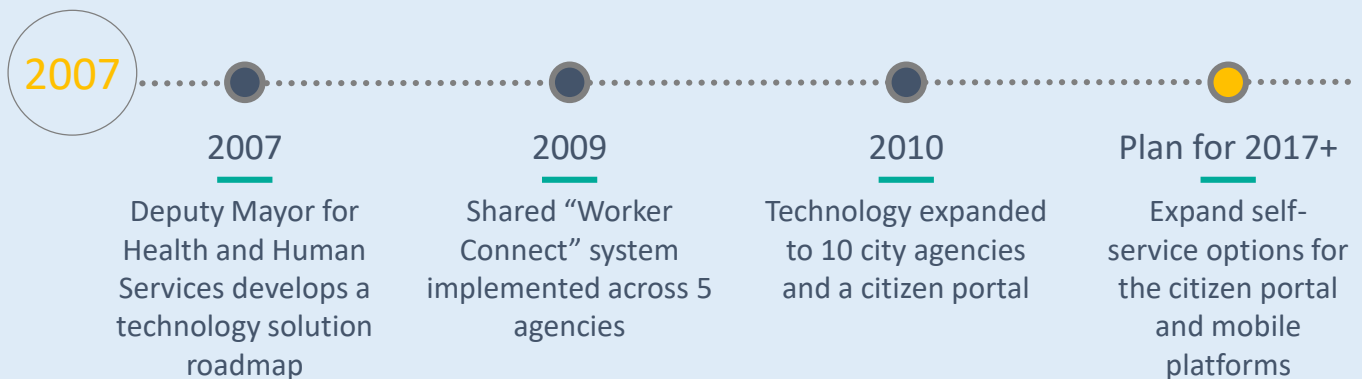 2007
2007
Deputy Mayor for
Health and Human
Services develops a
technology solution
roadmap
2009
Shared “Worker
Connect” system
implemented across 5
agencies
2010
Technology expanded
to 10 city agencies
and a citizen portal
Plan for 2017+
Expand self-
service options for
the citizen portal
and mobile
platforms